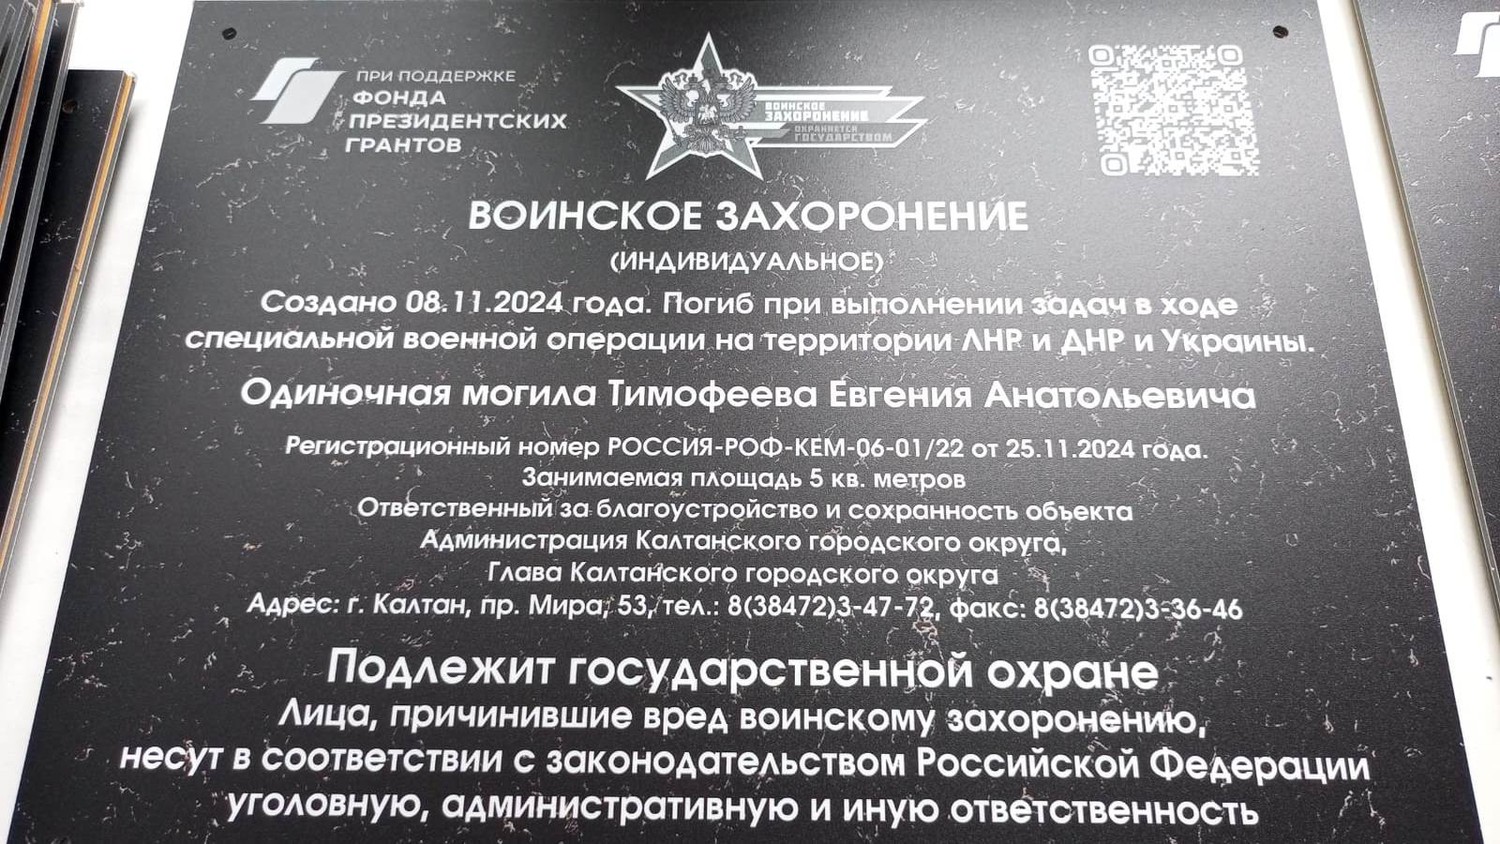 ПРИ ПОДДЕРЖКЕ
ФОНДА
ПРЕЗИДЕНТСКИХ
ГРАНТОВ
ВОИНСКОЕ
ЗАХОРОНЕНИЕ
ОХРАНЯЕТСЯ
ГОСУДАРСТВОМ
ВОИНСКОЕ ЗАХОРОНЕНИЕ
(ИНДИВИДУАЛЬНОЕ)
Создано 08.11.2024 года. Погиб при выполнении задач в ходе
специальной военной операции на территории ЛНР и ДНР и Украины.
Одиночная могила Тимофеева Евгения Анатольевича
Регистрационный номер РОССИЯ-РОФ-КЕМ-06-01/22 от 25.11.2024 года.
Занимаемая площадь 5 кв. метров
Ответственный за благоустройство и сохранность объекта
Администрация Калтанского городского округа,
Глава Калтанского городского округа
Адрес: г. Калтан, пр. Мира, 53, тел.: 8(38472)3-47-72, факс: 8(38472)3-36-46
Подлежит государственной охране
Лица, причинившие вред воинскому захоронению,
несут в соответствии с законодательством Российской Федерации
уголовную, административную и иную ответственность